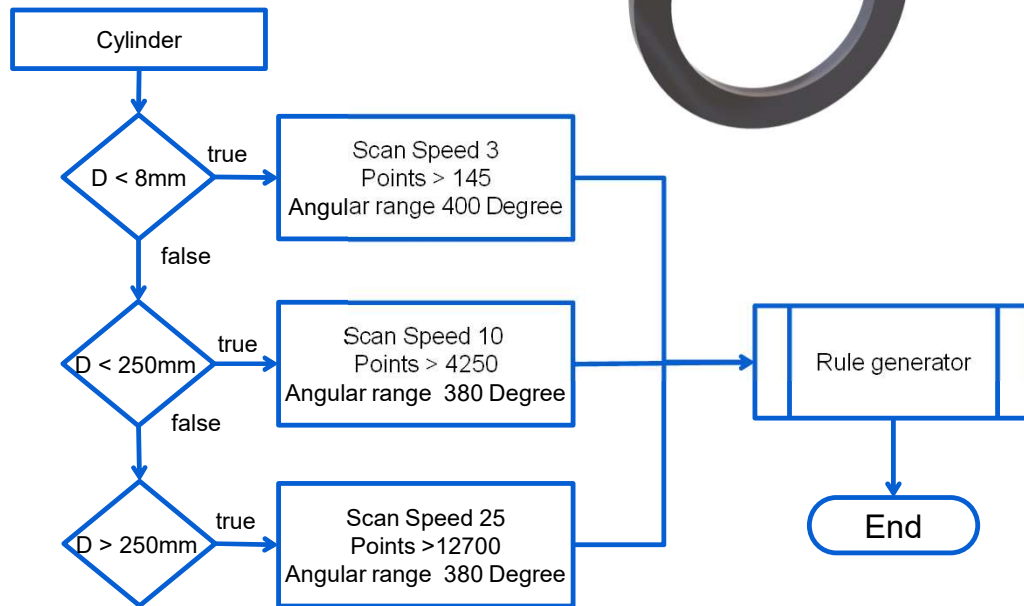 Cylinder
D < 8mm
true
Scan Speed 3
Points > 145
Angular range 400 Degree
false
D < 250mm
true
Scan Speed 10
Points > 4250
Angular range  380 Degree
Rule generator
false
D > 250mm
true
Scan Speed 25
Points >12700
Angular range  380 Degree
End